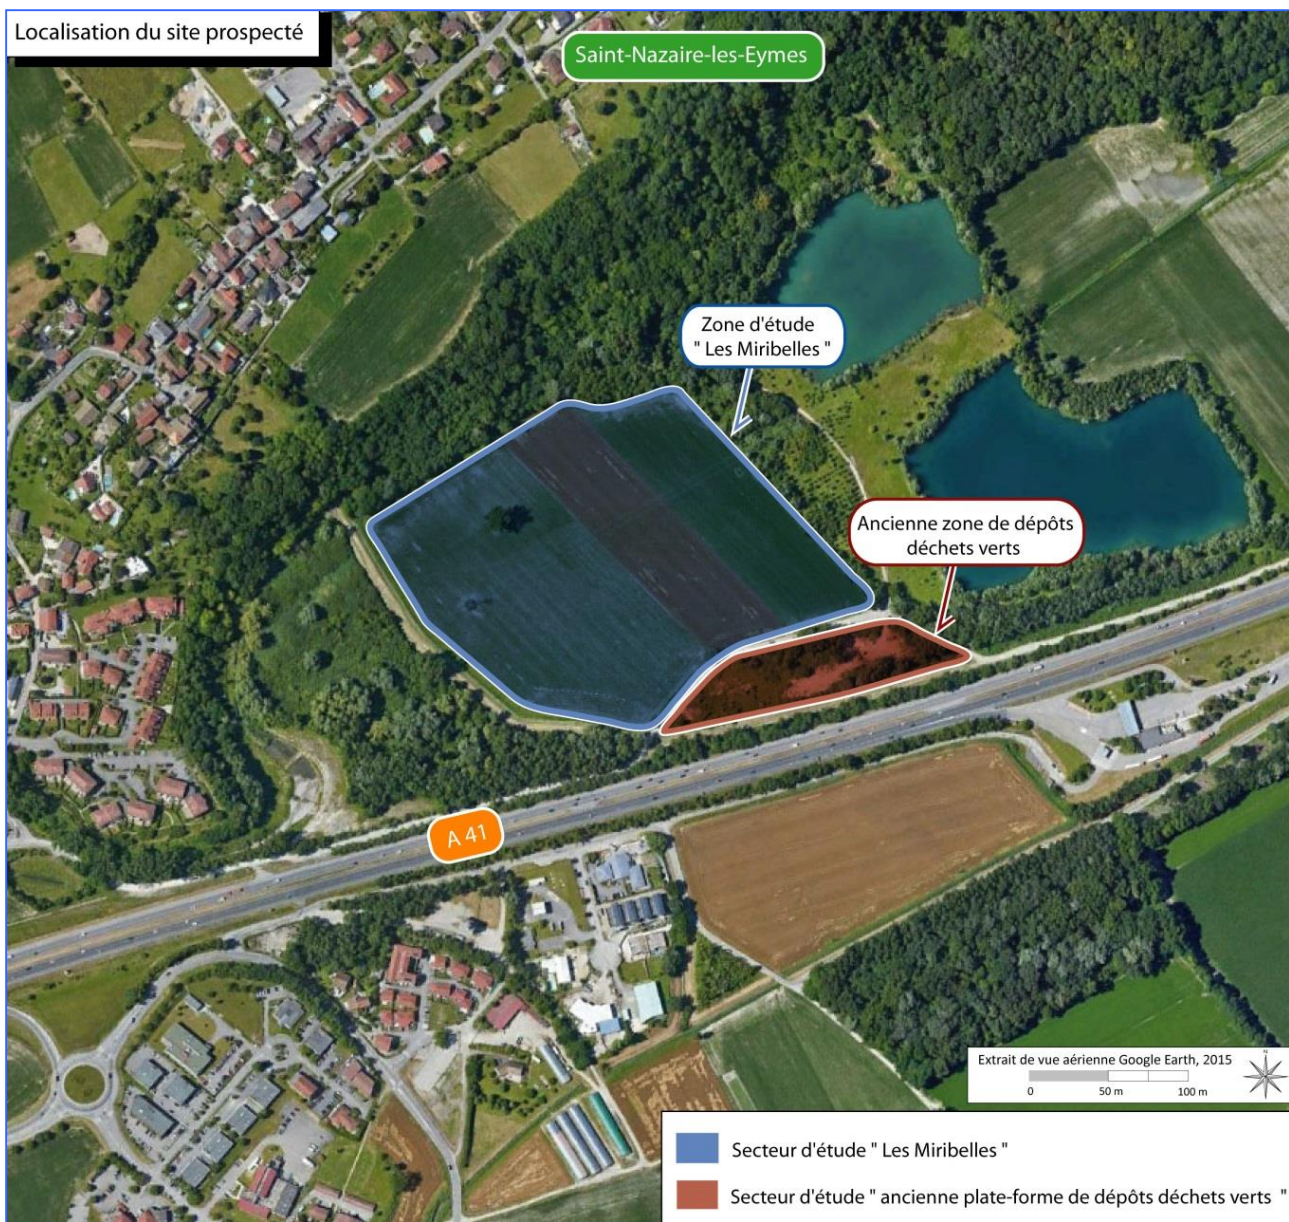 Localisation du site prospecté
Saint-Nazaire-les-Eymes
Zone d'étude
" Les Miribelles "
Ancienne zone de dépôts
déchets verts
A 41
Extrait de vue aérienne Google Earth, 2015
N
0 50 m 100 m
Secteur d'étude " Les Miribelles "
Secteur d'étude " ancienne plate-forme de dépôts déchets verts "